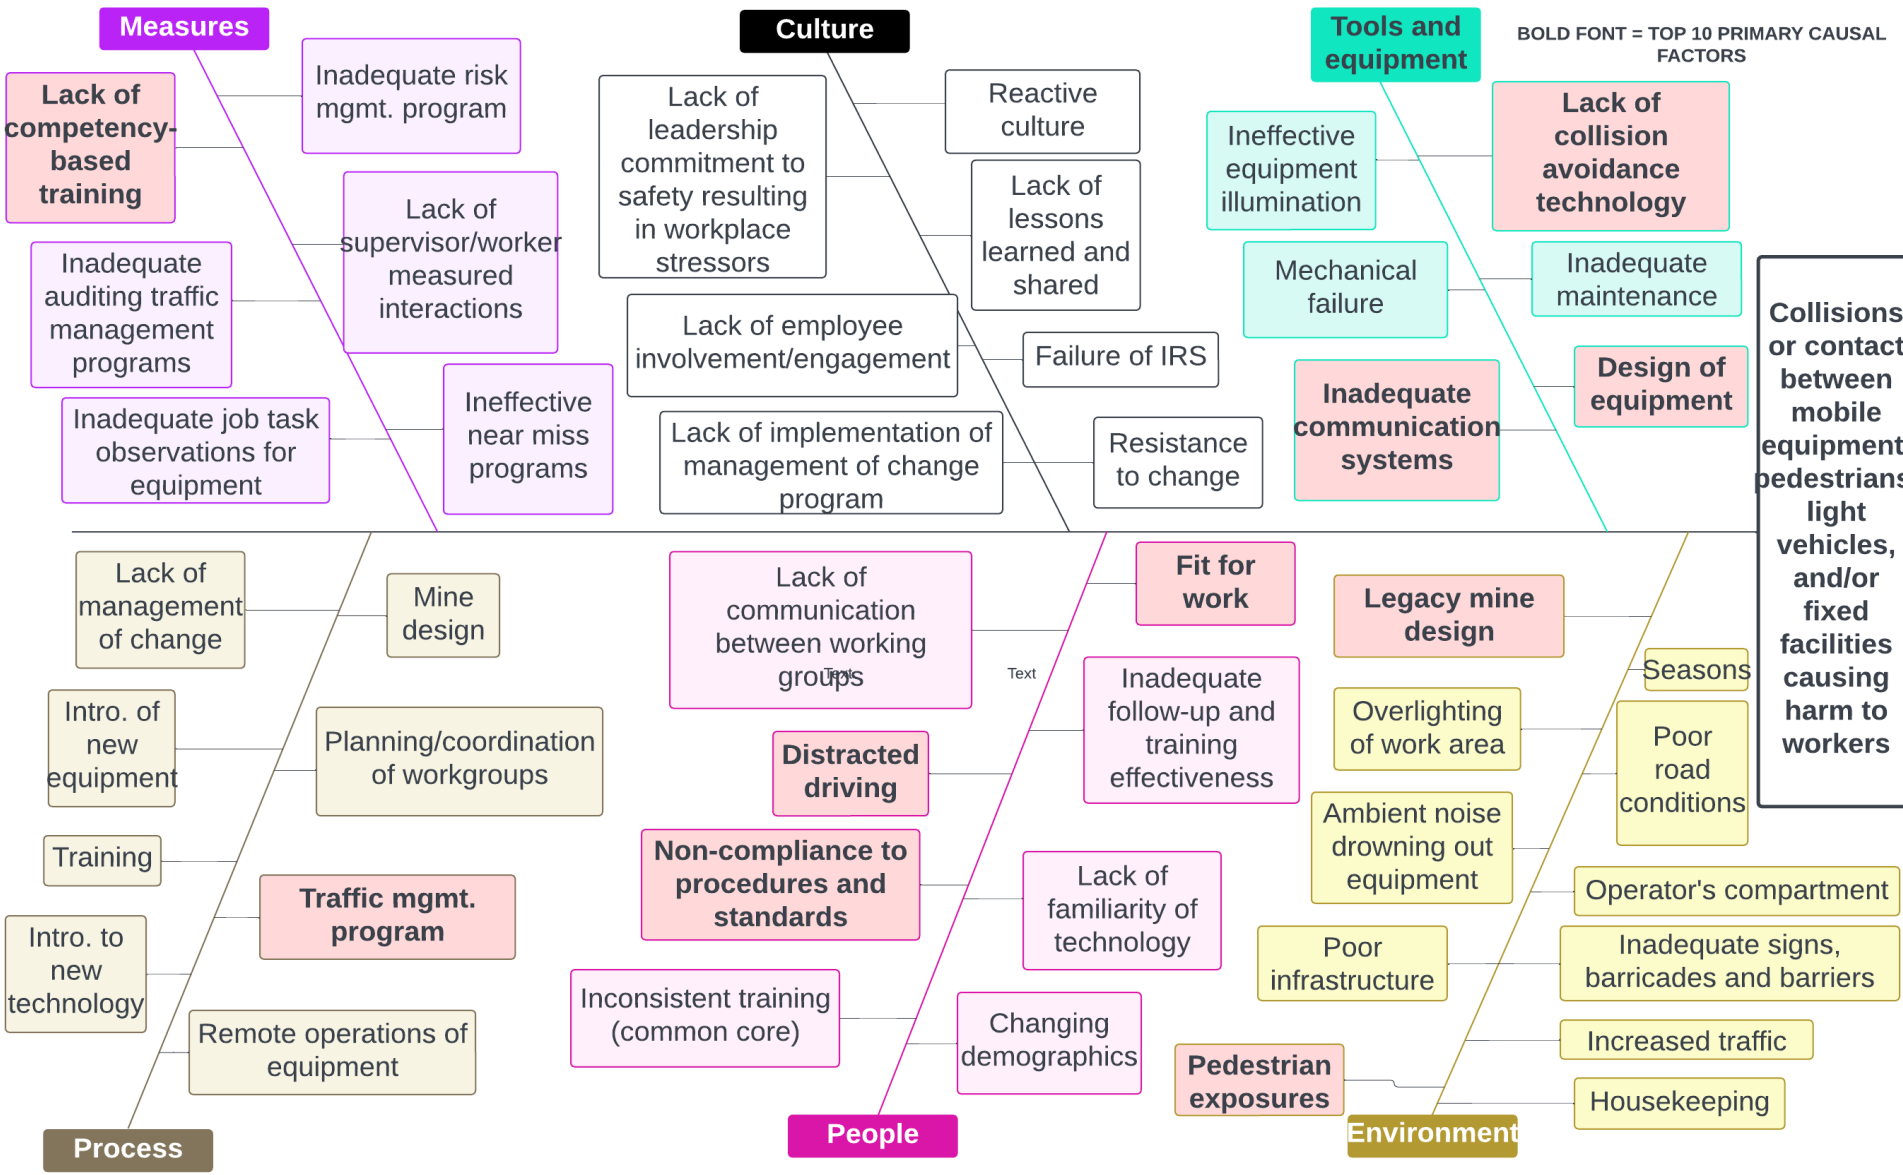 Measures
Inadequate risk
mgmt. program
Lack of
competency-
based
training
Lack of
supervisor/worker
measured
interactions
Inadequate
auditing traffic
management
programs
Ineffective
near miss
programs
Inadequate job task
observations for
equipment
Culture
Lack of
leadership
commitment to
safety resulting
in workplace
stressors
Reactive
culture
Lack of
lessons
learned and
shared
Lack of employee
involvement/engagement
Failure of IRS
Lack of implementation of
management of change
program
Resistance
to change
Tools and
equipment
BOLD FONT = TOP 10 PRIMARY CAUSAL
FACTORS
Ineffective
equipment
illumination
Lack of
collision
avoidance
technology
Mechanical
failure
Inadequate
maintenance
Inadequate
communication
systems
Design of
equipment
Collisions
or contact
between
mobile
equipment
pedestrians
light
vehicles,
and/or
fixed
facilities
causing
harm to
workers
Lack of
management
of change
Mine
design
Intro. of
new
equipment
Planning/coordination
of workgroups
Training
Traffic mgmt.
program
Intro. to
new
technology
Remote operations of
equipment
Process
Lack of
communication
between working
groups
Text
Text
Fit for
work
Inadequate
follow-up and
training
effectiveness
Distracted
driving
Non-compliance to
procedures and
standards
Lack of
familiarity of
technology
Inconsistent training
(common core)
Changing
demographics
People
Legacy mine
design
Seasons
Overlighting
of work area
Poor
road
conditions
Ambient noise
drowning out
equipment
Operator's compartment
Poor
infrastructure
Inadequate signs,
barricades and barriers
Increased traffic
Pedestrian
exposures
Housekeeping
Environment